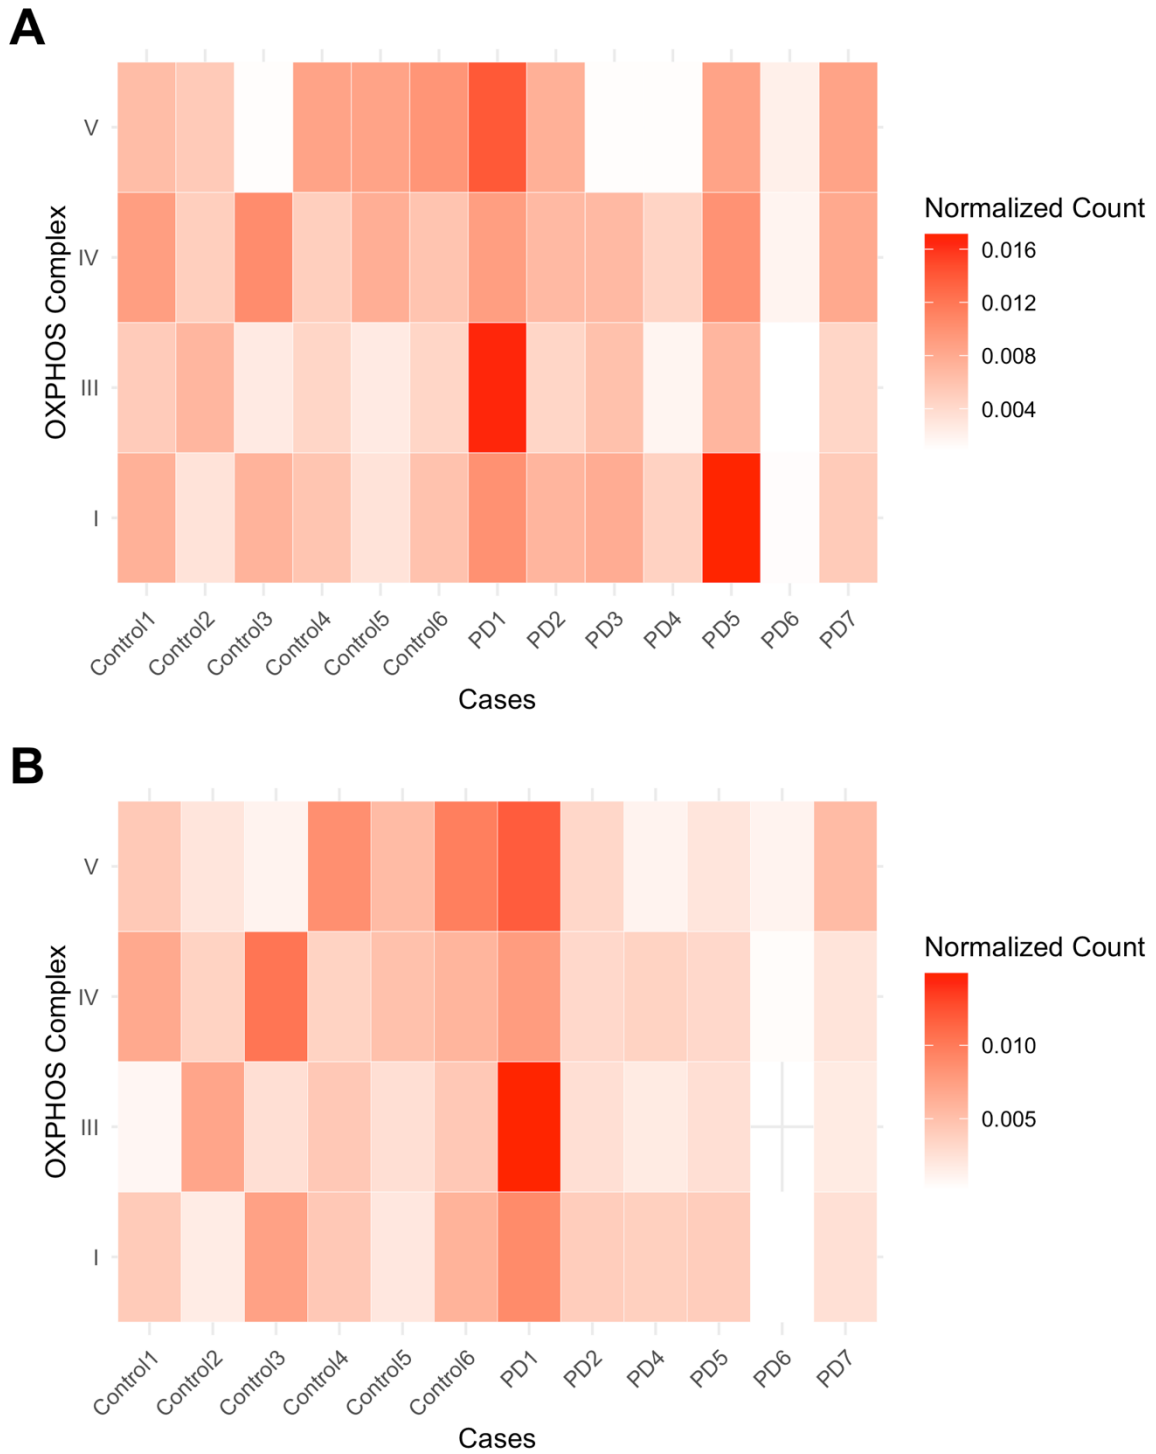 A
OXPHOS Complex
V
IV
III
I
Control1 Control2 Control3 Control4 Control5 Control6 PD1 PD2 PD3 PD4 PD5 PD6 PD7
Cases
Normalized Count
0.016
0.012
0.008
0.004
B
OXPHOS Complex
V
IV
III
I
Control1 Control2 Control3 Control4 Control5 Control6 PD1 PD2 PD4 PD5 PD6 PD7
Cases
Normalized Count
0.010
0.005